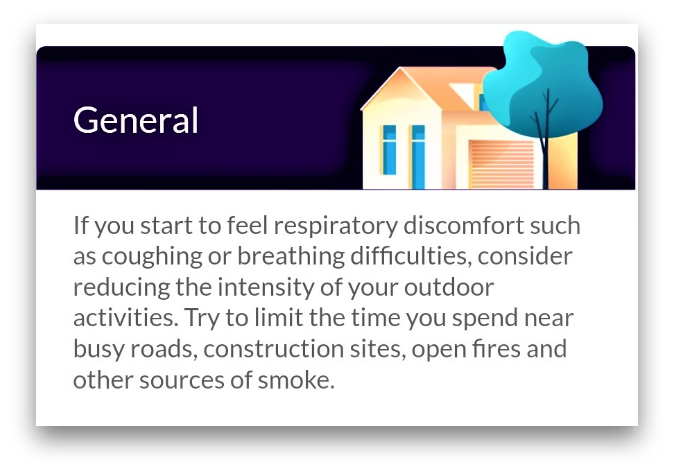 General
If you start to feel respiratory discomfort such
as coughing or breathing difficulties, consider
reducing the intensity of your outdoor
activities. Try to limit the time you spend near
busy roads, construction sites, open fires and
other sources of smoke.